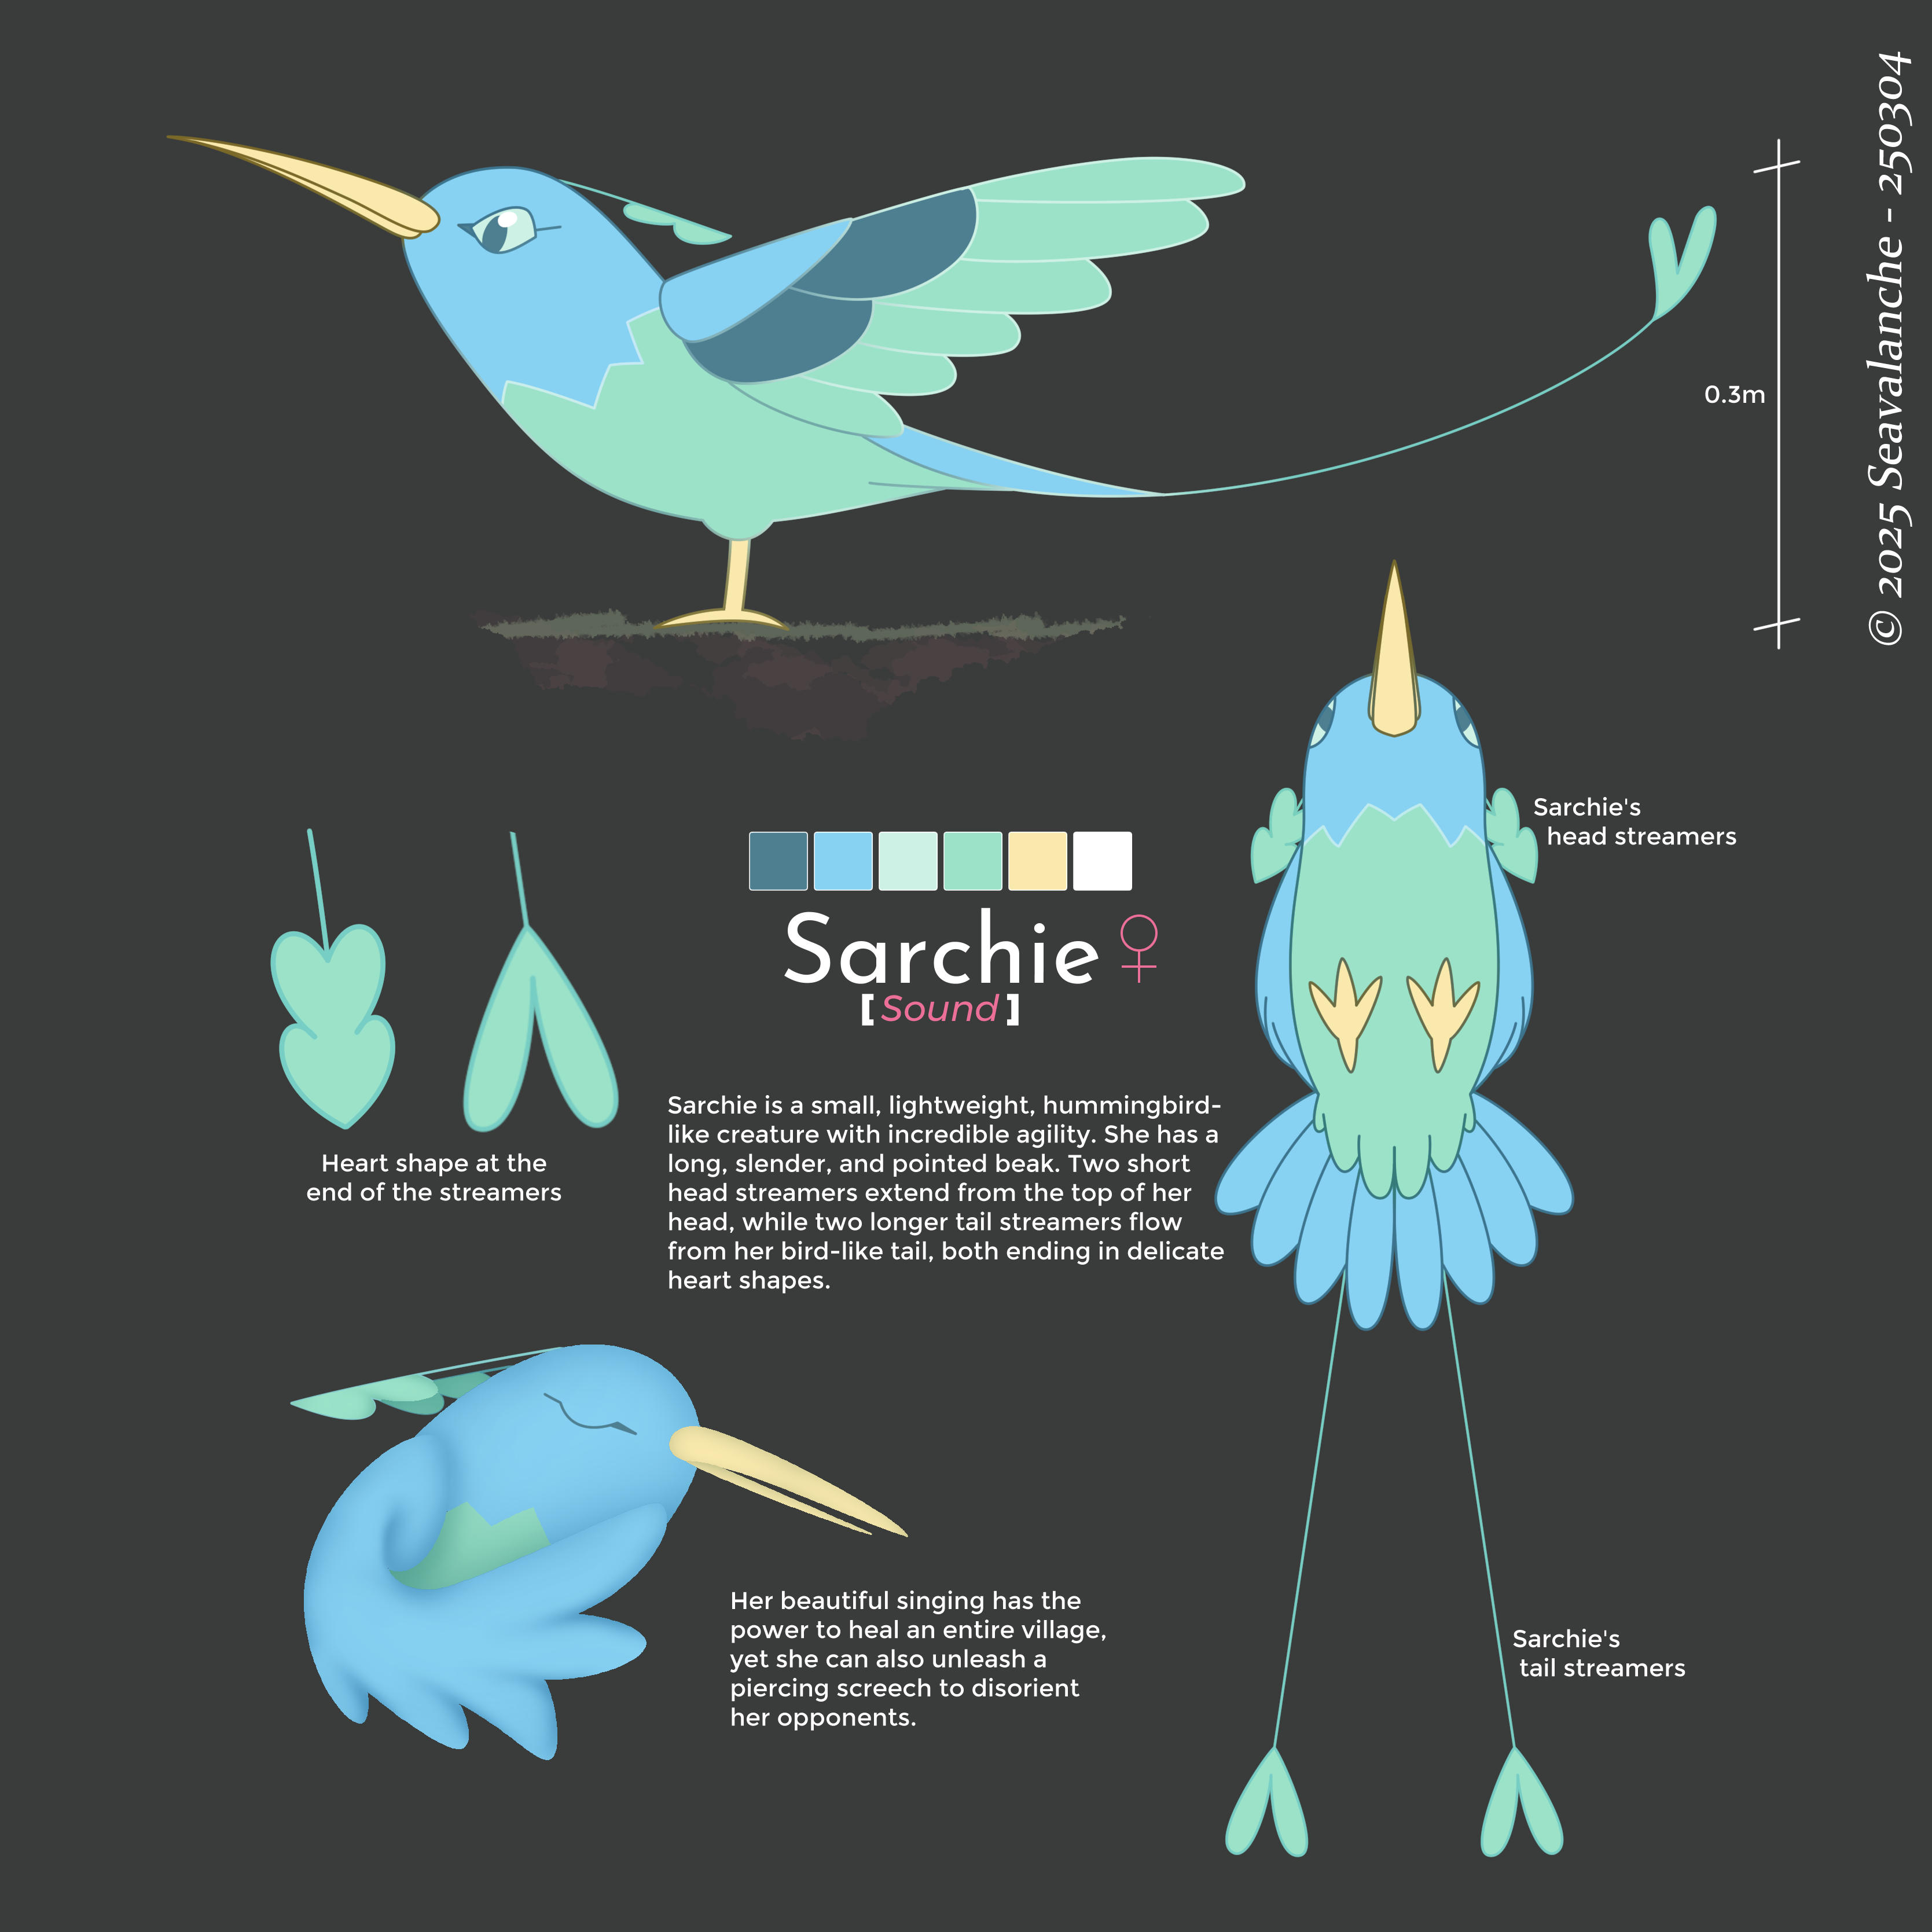 © 2025 Seavalanche - 250304
0.3m
Sarchie's
head streamers
Sarchie♀
[Sound]
Heart shape at the
end of the streamers
Sarchie is a small, lightweight, hummingbird-
like creature with incredible agility. She has a
long, slender, and pointed beak. Two short
head streamers extend from the top of her
head, while two longer tail streamers flow
from her bird-like tail, both ending in delicate
heart shapes.
Her beautiful singing has the
power to heal an entire village,
yet she can also unleash a
piercing screech to disorient
her opponents.
Sarchie's
tail streamers